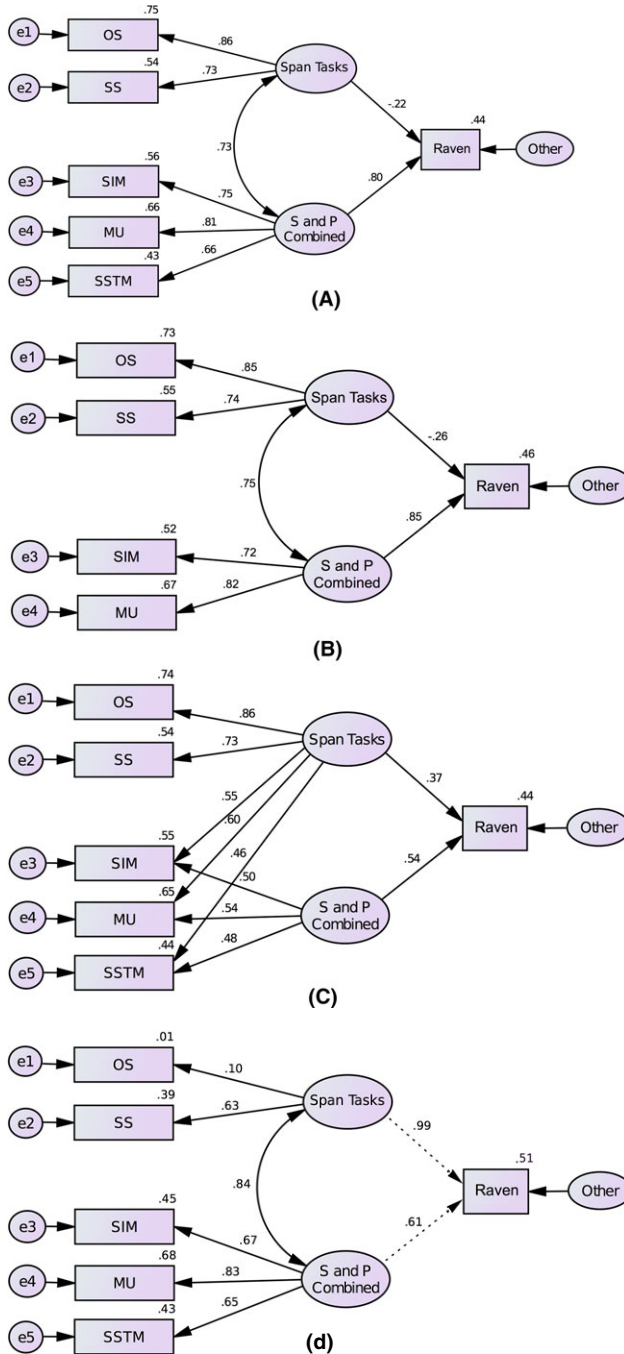 .75
e1
OS
.86
.54
Span Tasks
e2
SS
.73
-.22
.44
.73
Raven
Other
.56
e3
SIM
.75
.80
.66
e4
MU
.81
S and P
Combined
.43
.66
e5
SSTM
(A)
.73
e1
OS
.85
.55
Span Tasks
e2
SS
.74
-.26
.46
.75
Raven
Other
.52
.85
e3
SIM
.72
S and P
Combined
.67
.82
e4
MU
(B)
.74
e1
OS
.86
.54
Span Tasks
e2
SS
.73
.37
.44
.55
.60
Raven
Other
.55
.46
.54
e3
SIM
.50
.65
e4
MU
.54
S and P
Combined
.44
.48
e5
SSTM
(C)
.01
e1
OS
.10
.39
Span Tasks
e2
SS
.63
.99
.51
.84
Raven
Other
.45
.61
e3
SIM
.67
.68
e4
MU
.83
S and P
Combined
.43
.65
e5
SSTM
(d)